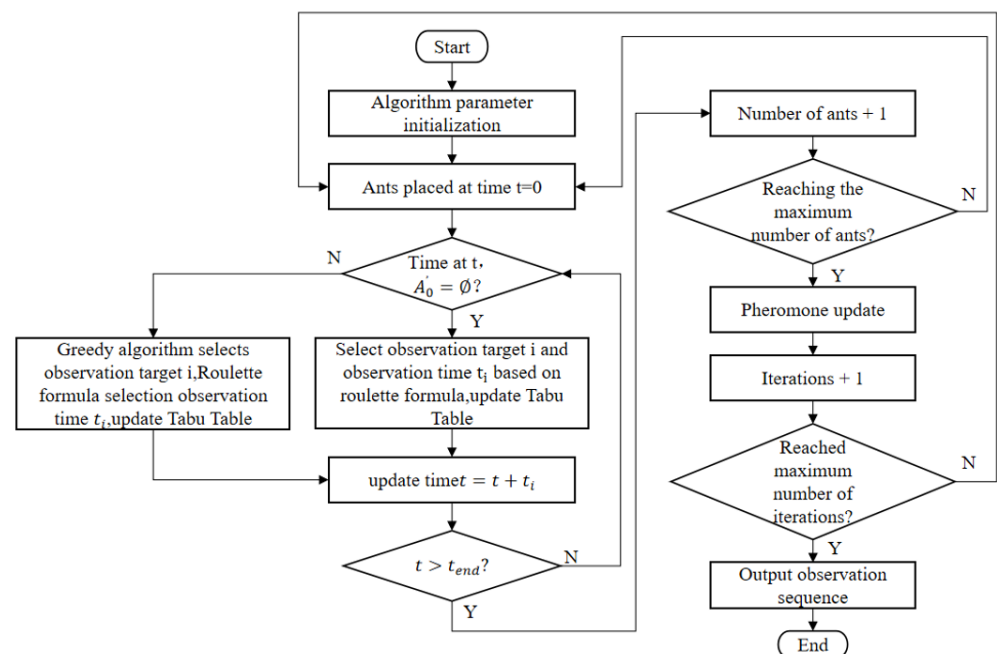 Start
Algorithm parameter
initialization
Ants placed at time t=0
Time at t,
A₀′ = Ø?
N
Y
Greedy algorithm selects
observation target i,Roulette
formula selection observation
time tᵢ,update Tabu Table
Select observation target i and
observation time tᵢ based on
roulette formula,update Tabu
Table
update timet = t + tᵢ
t > t_end?
N
Y
Number of ants + 1
Reaching the
maximum
number of ants?
N
Y
Pheromone update
Iterations + 1
Reached
maximum
number of
iterations?
N
Y
Output observation
sequence
End